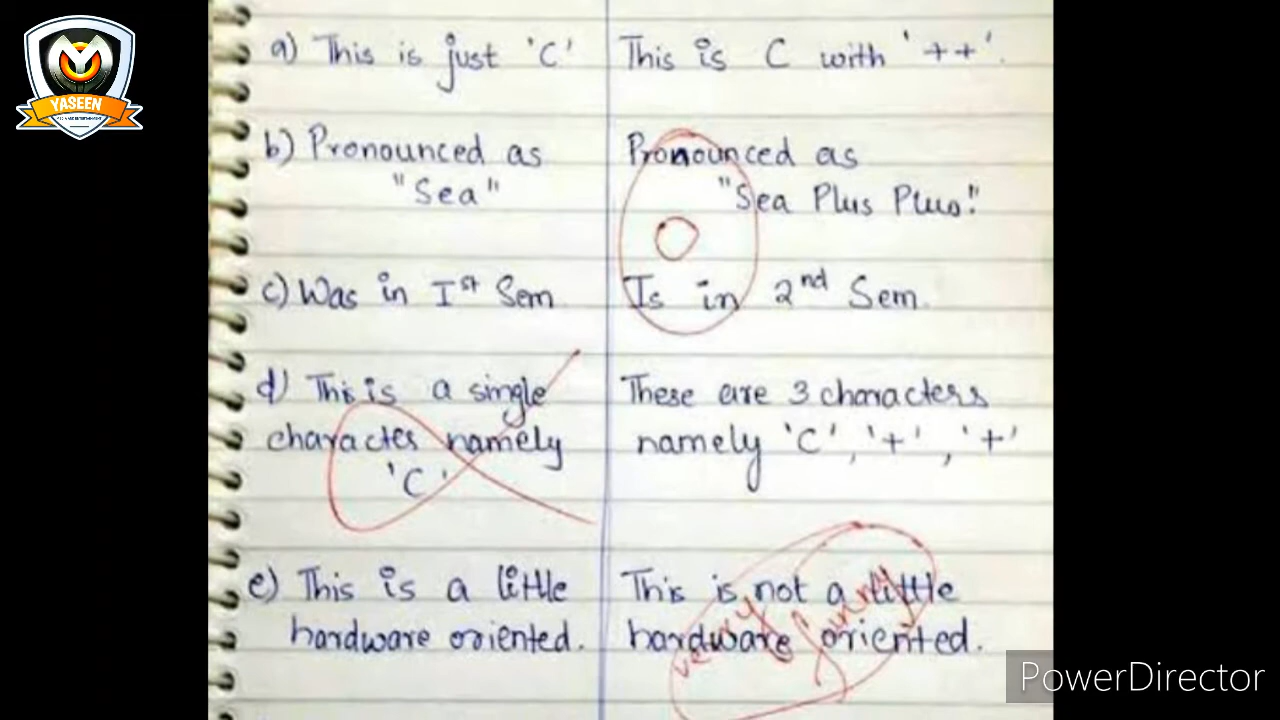 YASEEN
a) This is just 'C' This is C with '++'.
b) Pronounced as Pronounced as
"Sea" "Sea Plus Plus."
c) Was in Ist Sem Is in 2nd Sem.
d) This is a single These are 3 characters
character namely namely 'C', '+', '+'
'C'
e) This is a little This is not a little
hardware oriented. hardware oriented.
very funny
PowerDirector